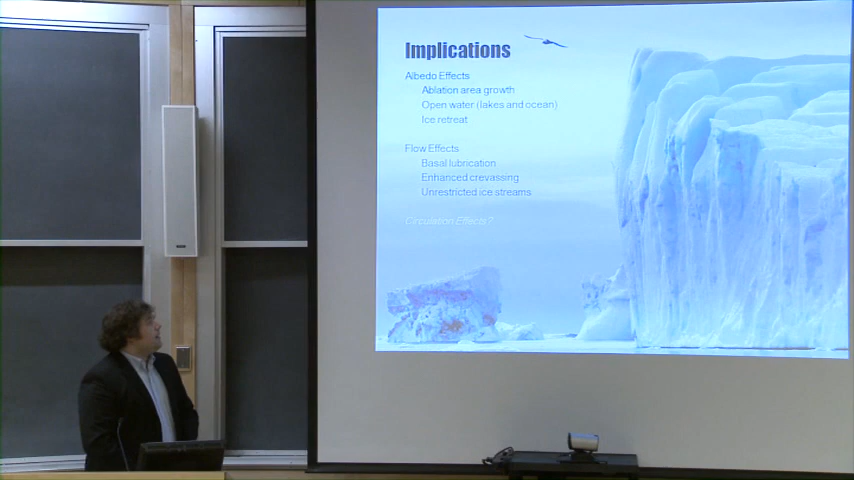 Implications
Albedo Effects
Ablation area growth
Open water (lakes and ocean)
Ice retreat
Flow Effects
Basal lubrication
Enhanced crevassing
Unrestricted ice streams
Circulation Effects?